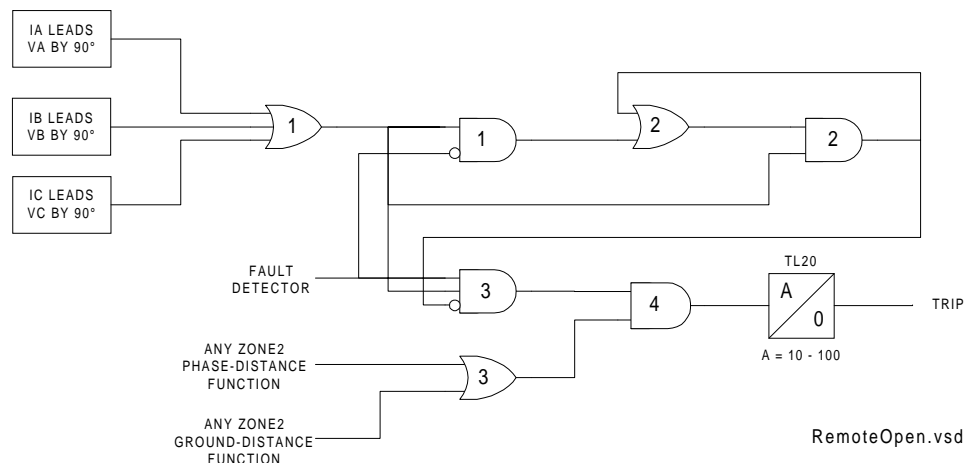 IA LEADS
VA BY 90°
IB LEADS
VB BY 90°
IC LEADS
VC BY 90°
1
1
2
2
FAULT
DETECTOR
3
4
TL20
A
0
A = 10 - 100
TRIP
ANY ZONE2
PHASE-DISTANCE
FUNCTION
3
ANY ZONE2
GROUND-DISTANCE
FUNCTION
RemoteOpen.vsd